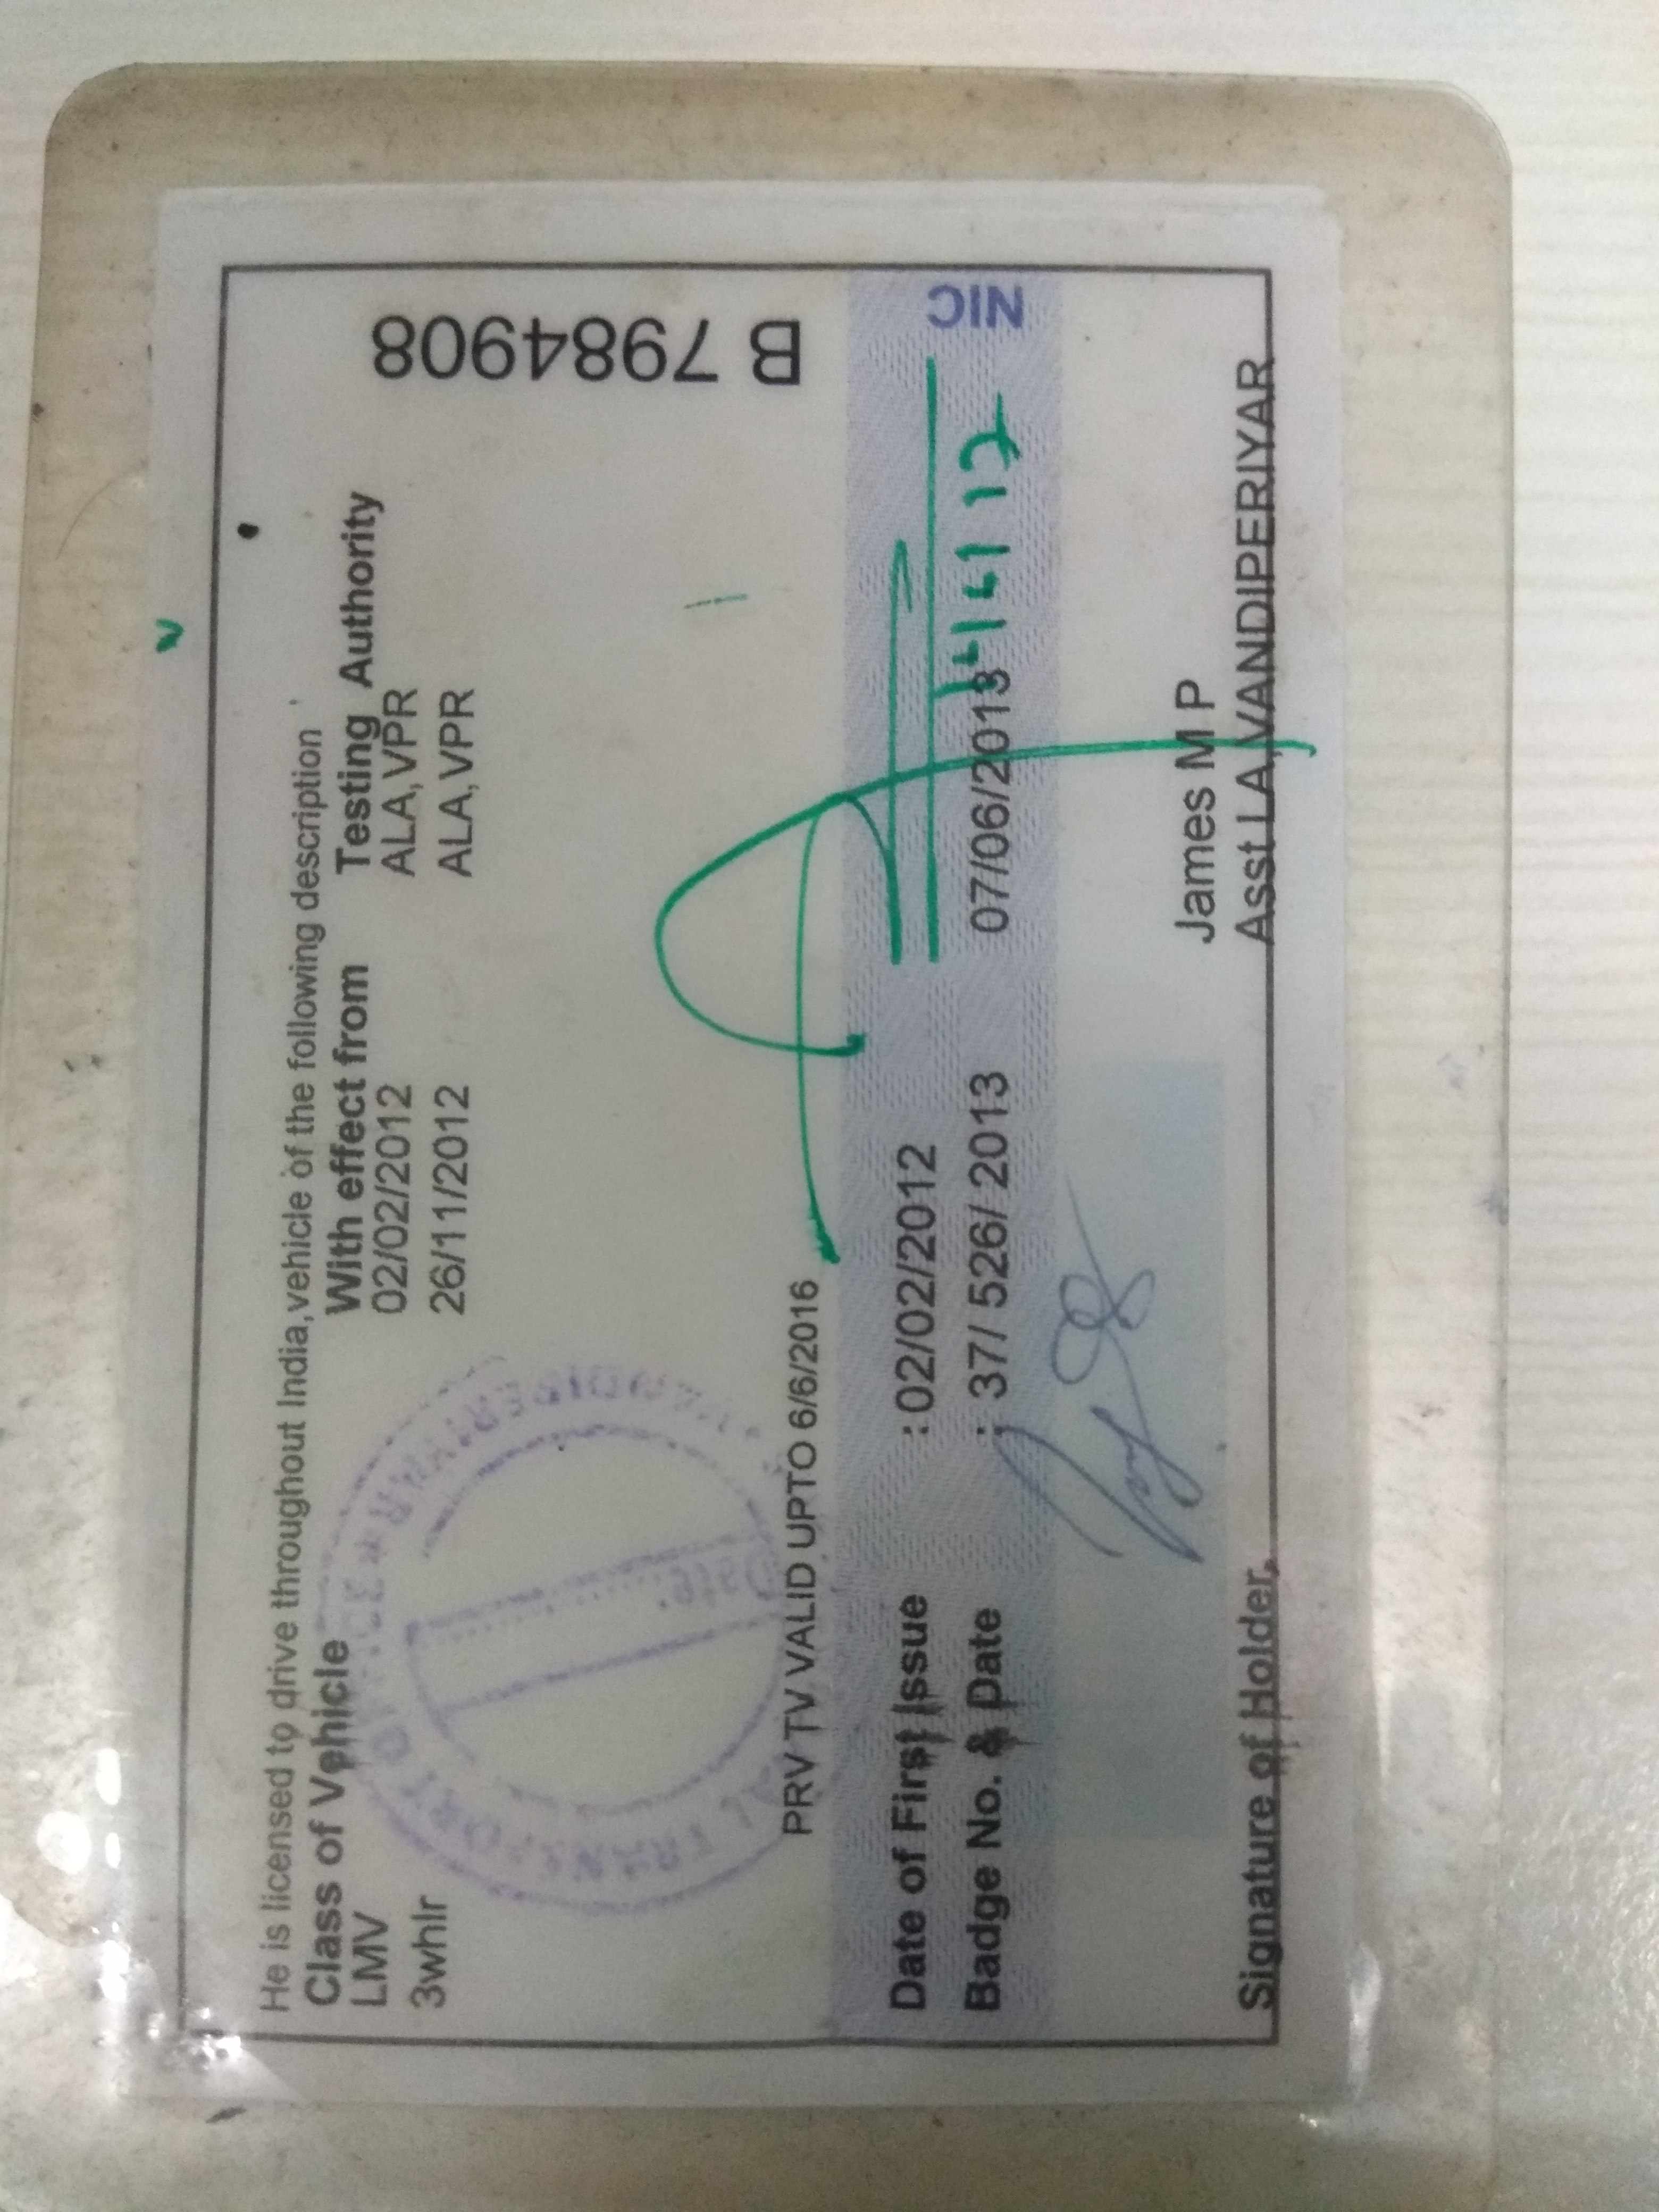 He is licensed to drive throughout India,vehicle of the following description
Class of Vehicle With effect from Testing Authority
LMV 02/02/2012 ALA,VPR
3whlr 26/11/2012 ALA,VPR
B 7984908
PRV TV VALID UPTO 6/6/2016
Date of First Issue : 02/02/2012
Badge No. & Date : 37/ 526/ 2013 07/06/2013
NIC
James M P
Signature of Holder. Asst LA,VANDIPERIYAR
TRANSPORT
VANDIPERIYAR
Date